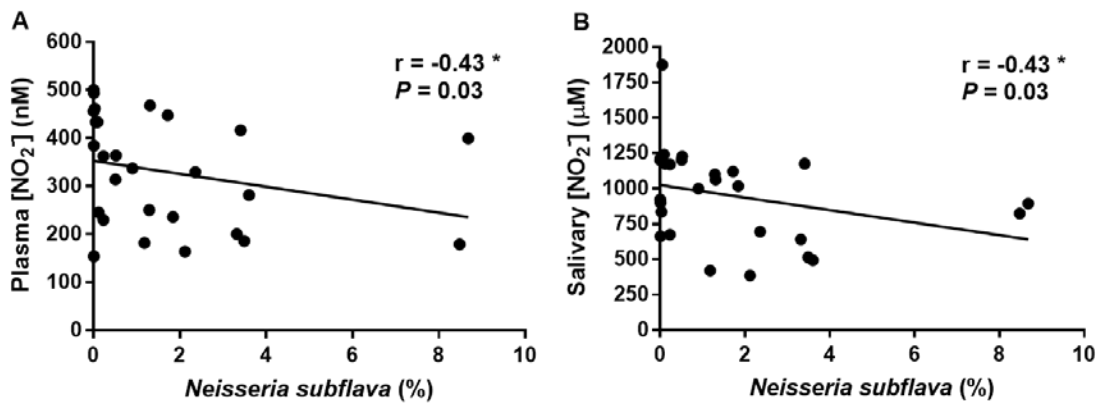 A
600
500
400
300
200
100
0
Plasma [NO₂⁻] (nM)
r = -0.43 *
P = 0.03
0 2 4 6 8 10
Neisseria subflava (%)
B
2000
1750
1500
1250
1000
750
500
250
0
Salivary [NO₂⁻] (μM)
r = -0.43 *
P = 0.03
0 2 4 6 8 10
Neisseria subflava (%)